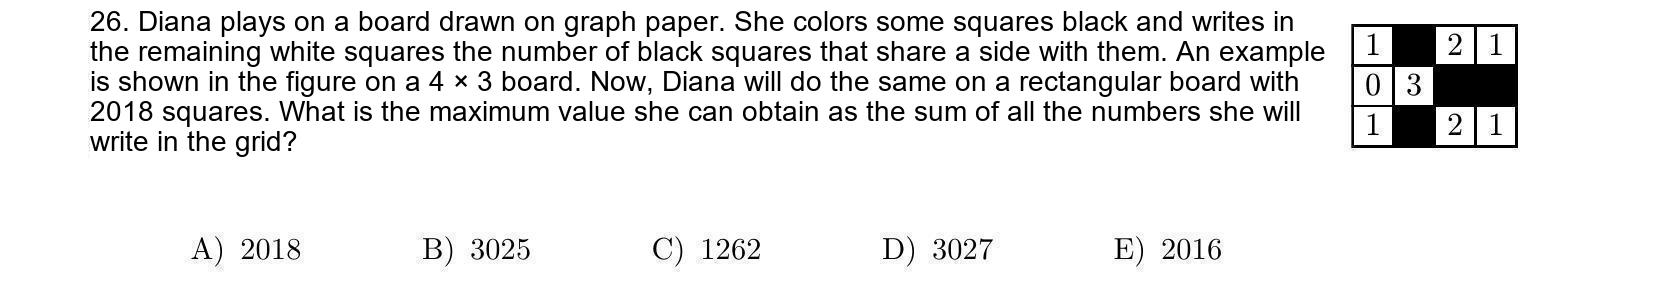 26. Diana plays on a board drawn on graph paper. She colors some squares black and writes in
the remaining white squares the number of black squares that share a side with them. An example
is shown in the figure on a 4 × 3 board. Now, Diana will do the same on a rectangular board with
2018 squares. What is the maximum value she can obtain as the sum of all the numbers she will
write in the grid?
1 2 1
0 3
1 2 1
A) 2018 B) 3025 C) 1262 D) 3027 E) 2016